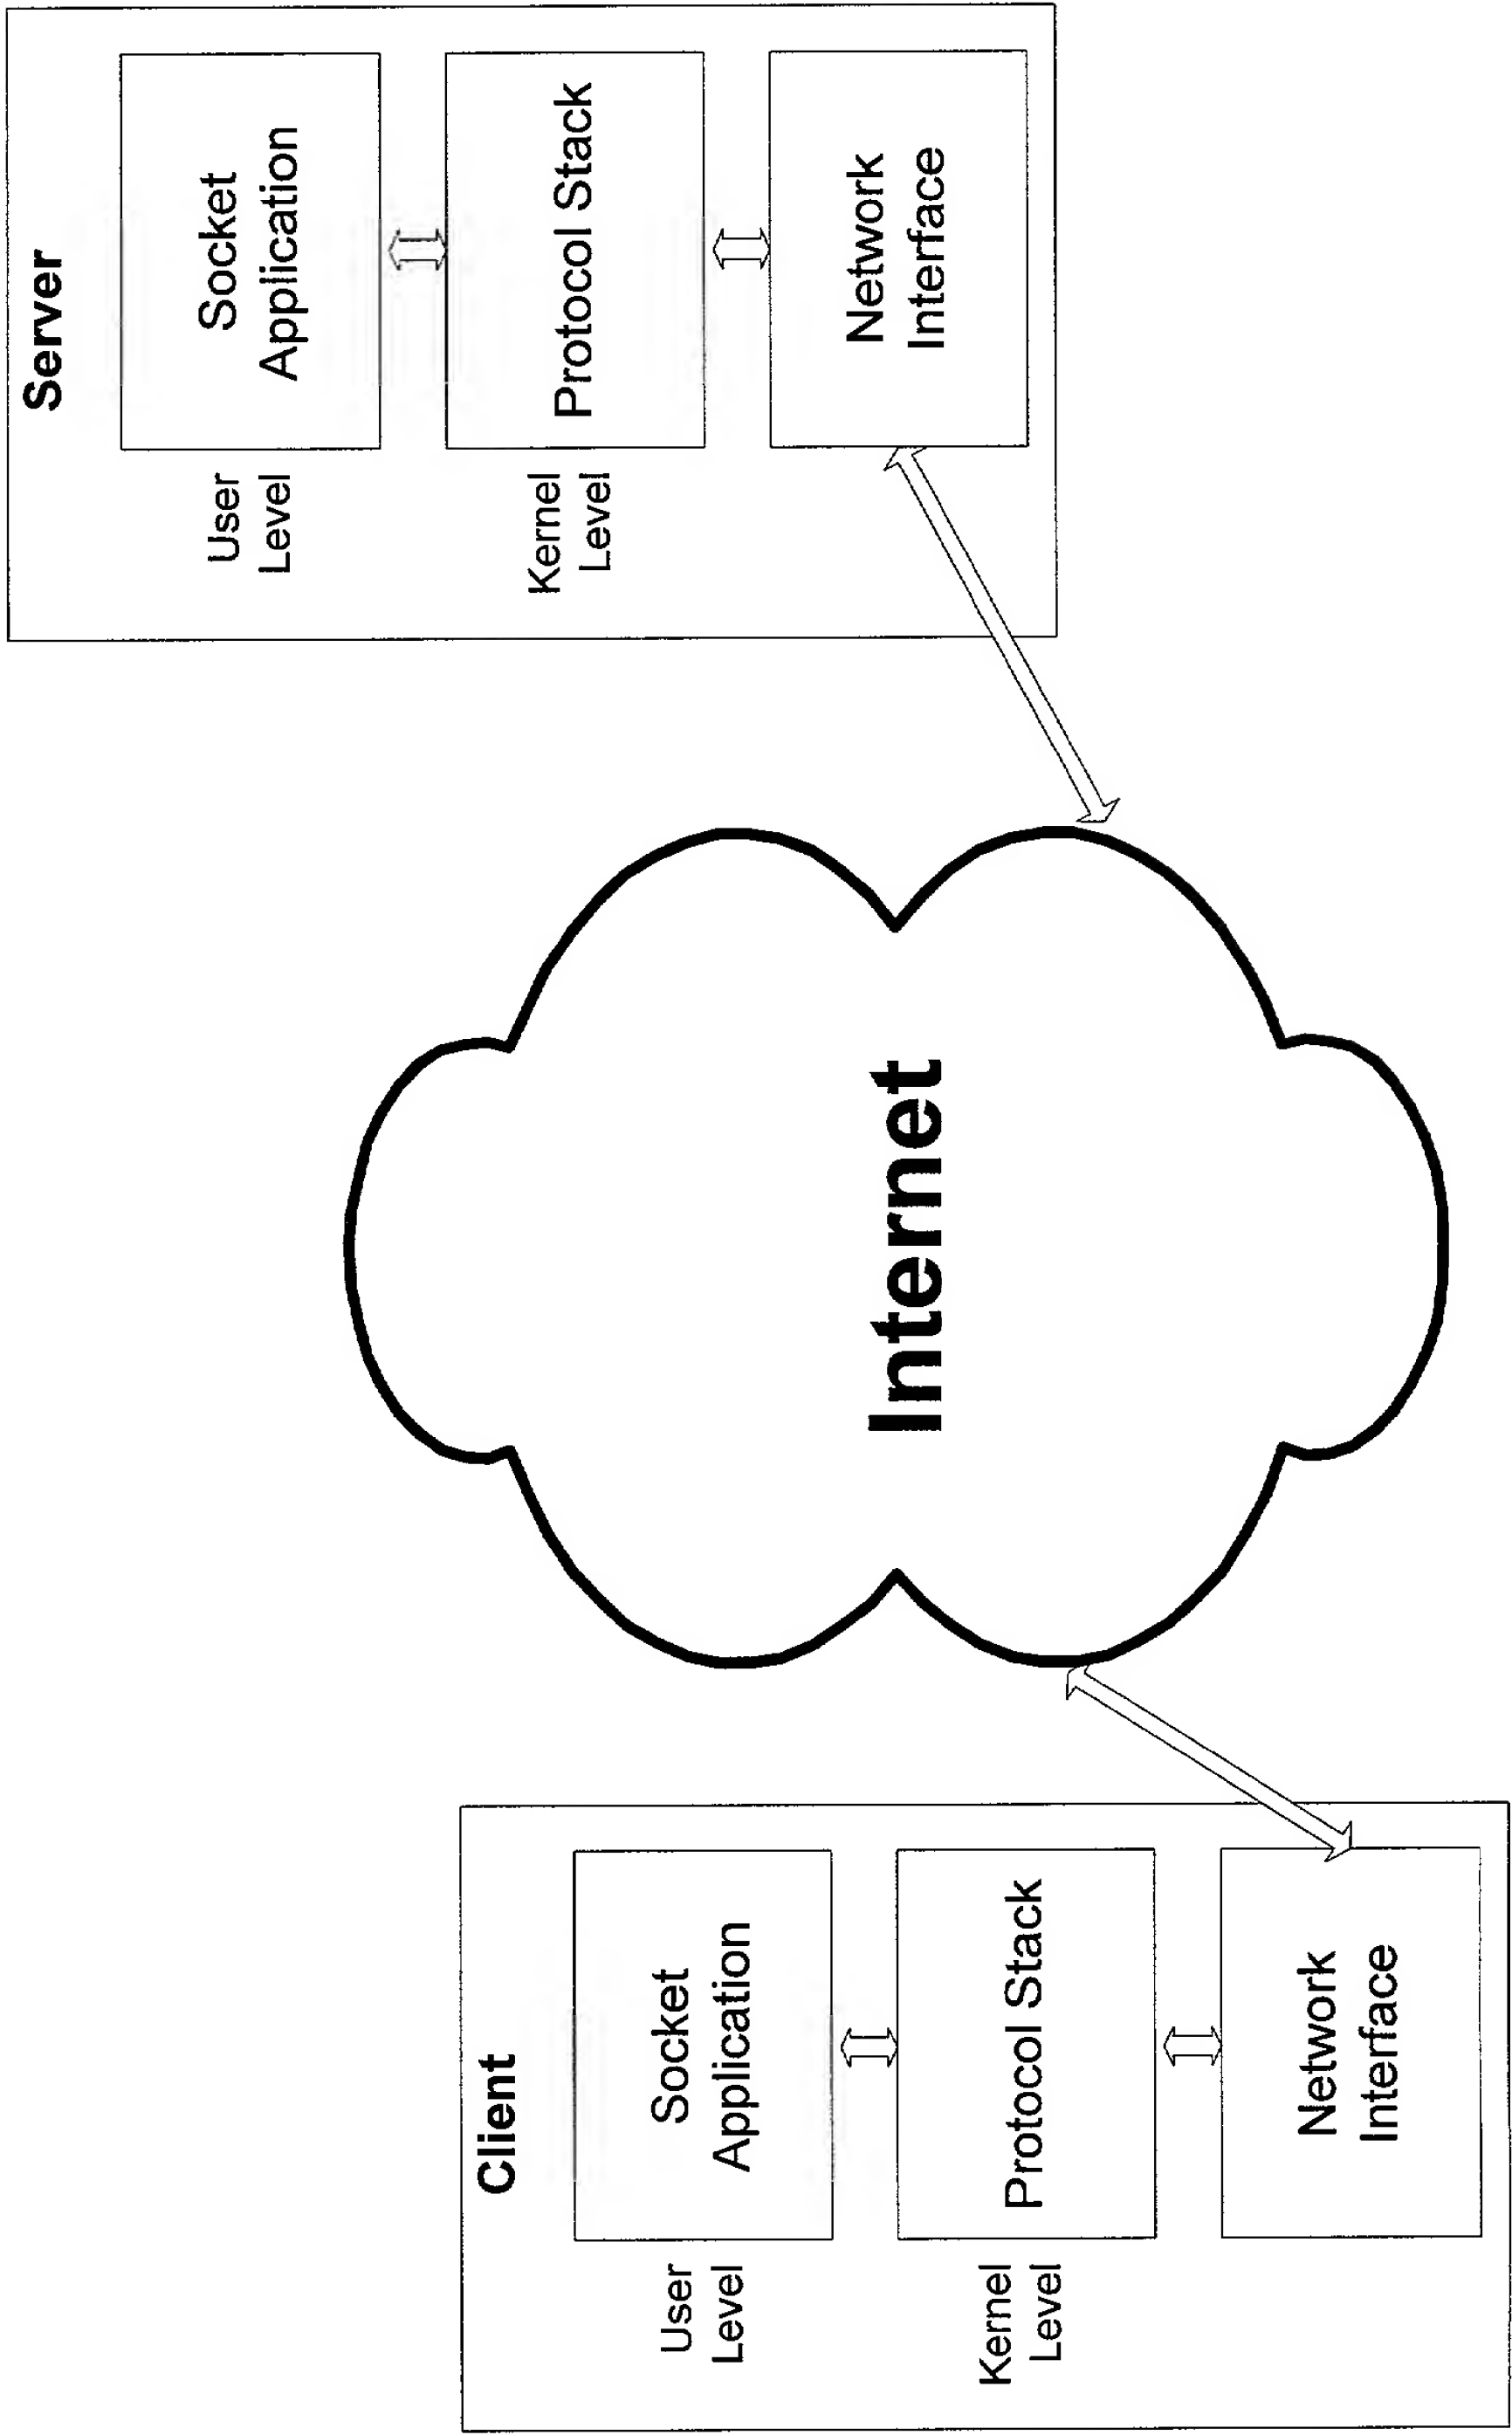 Client
User
Level
Socket
Application
Kernel
Level
Protocol Stack
Network
Interface
Internet
Server
User
Level
Socket
Application
Kernel
Level
Protocol Stack
Network
Interface